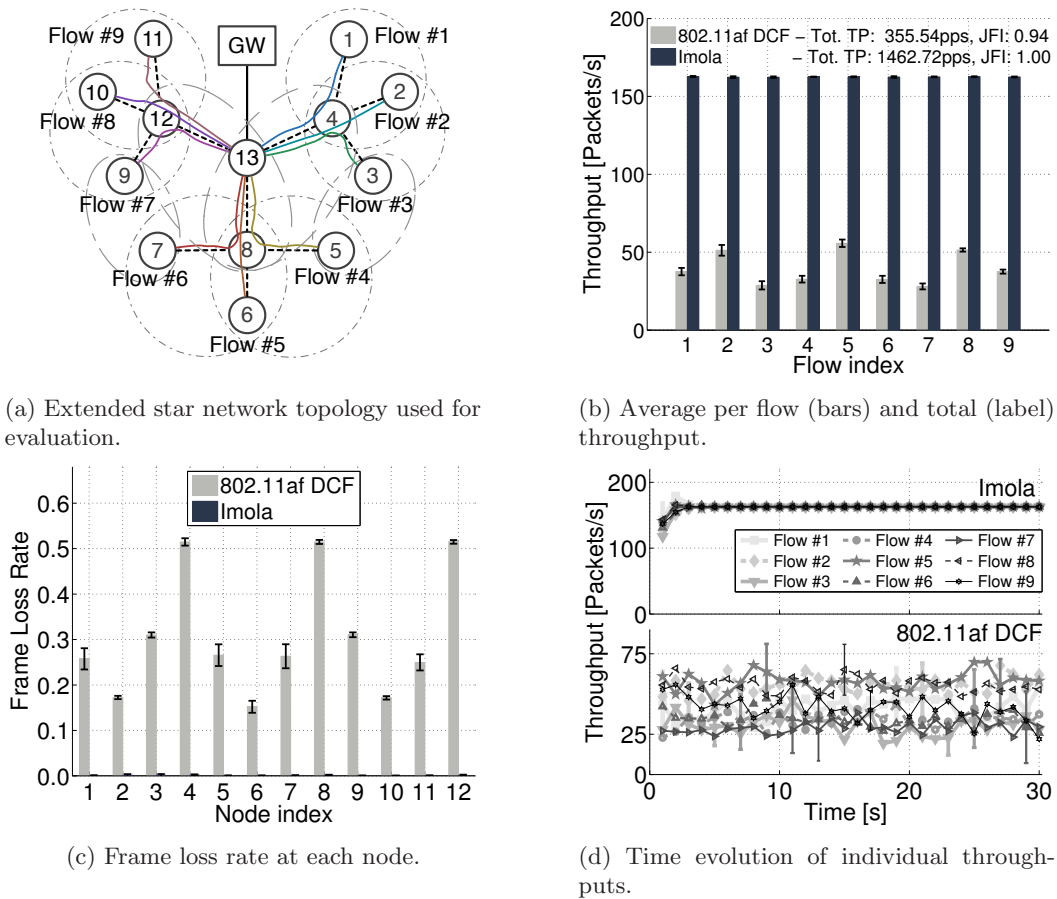 Flow #9
11
GW
1
Flow #1
10
2
Flow #8
12
4
Flow #2
13
9
3
Flow #7
Flow #3
7
8
5
Flow #6
Flow #4
6
Flow #5
(a) Extended star network topology used for
evaluation.
200
150
100
50
0
Throughput [Packets/s]
802.11af DCF – Tot. TP: 355.54pps, JFI: 0.94
Imola – Tot. TP: 1462.72pps, JFI: 1.00
1 2 3 4 5 6 7 8 9
Flow index
(b) Average per flow (bars) and total (label)
throughput.
0.6
0.5
0.4
0.3
0.2
0.1
0.0
Frame Loss Rate
802.11af DCF
Imola
1 2 3 4 5 6 7 8 9 10 11 12
Node index
(c) Frame loss rate at each node.
200
150
0
75
25
0
Throughput [Packets/s]
Imola
Flow #1 Flow #4 Flow #7
Flow #2 Flow #5 Flow #8
Flow #3 Flow #6 Flow #9
802.11af DCF
0 10 20 30
Time [s]
(d) Time evolution of individual through-
puts.